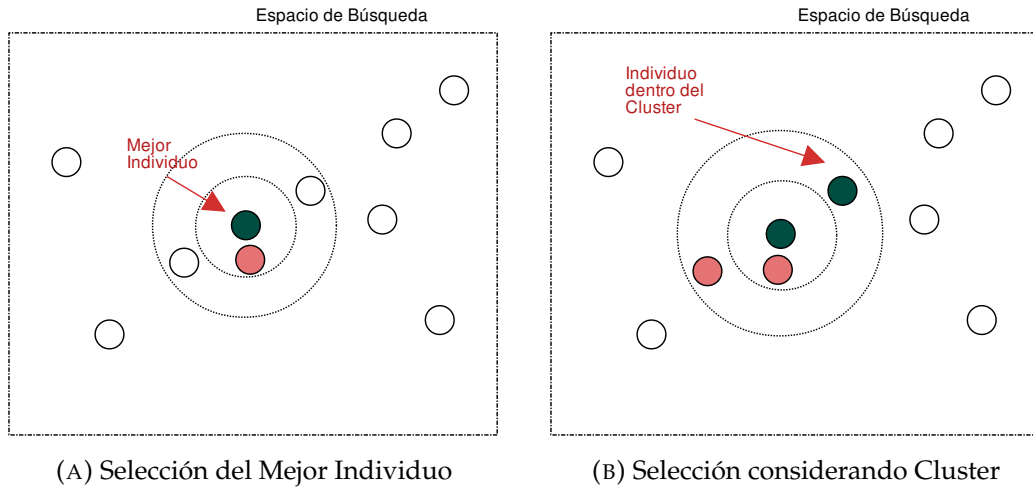 Espacio de Búsqueda
Mejor
Individuo
(A) Selección del Mejor Individuo
Espacio de Búsqueda
Individuo
dentro del
Cluster
(B) Selección considerando Cluster